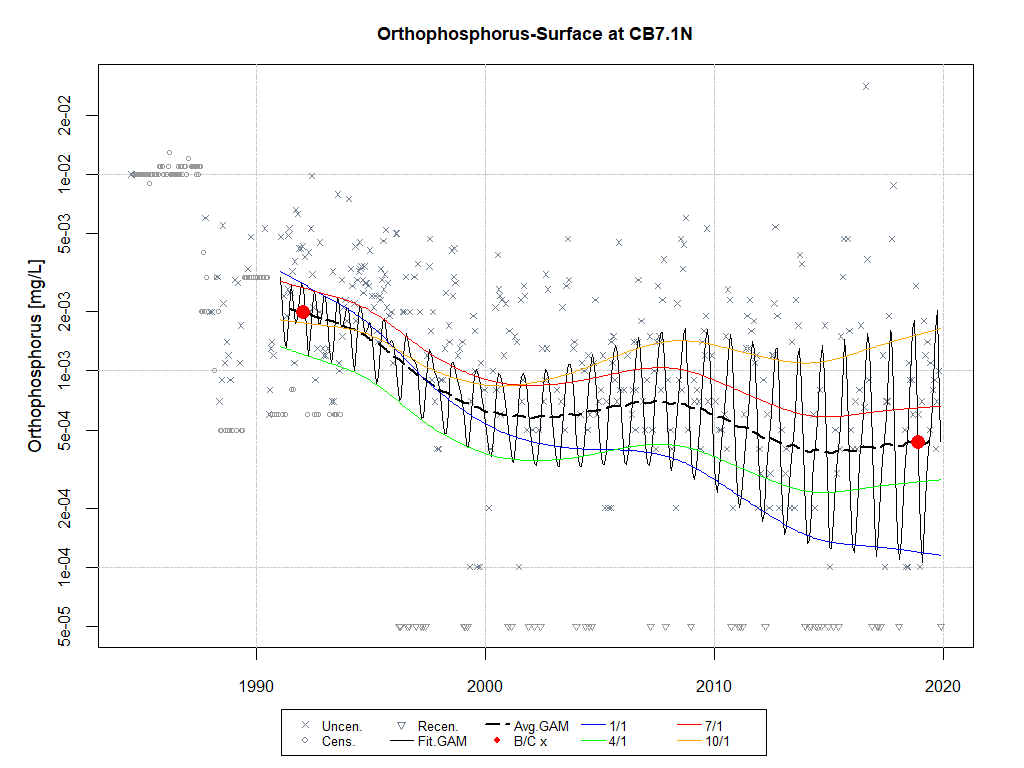 Orthophosphorus-Surface at CB7.1N
Orthophosphorus [mg/L]
2e-02
1e-02
5e-03
2e-03
1e-03
5e-04
2e-04
1e-04
5e-05
1990 2000 2010 2020
Uncen. Recen. Avg.GAM 1/1 7/1
Cens. Fit.GAM B/C x 4/1 10/1